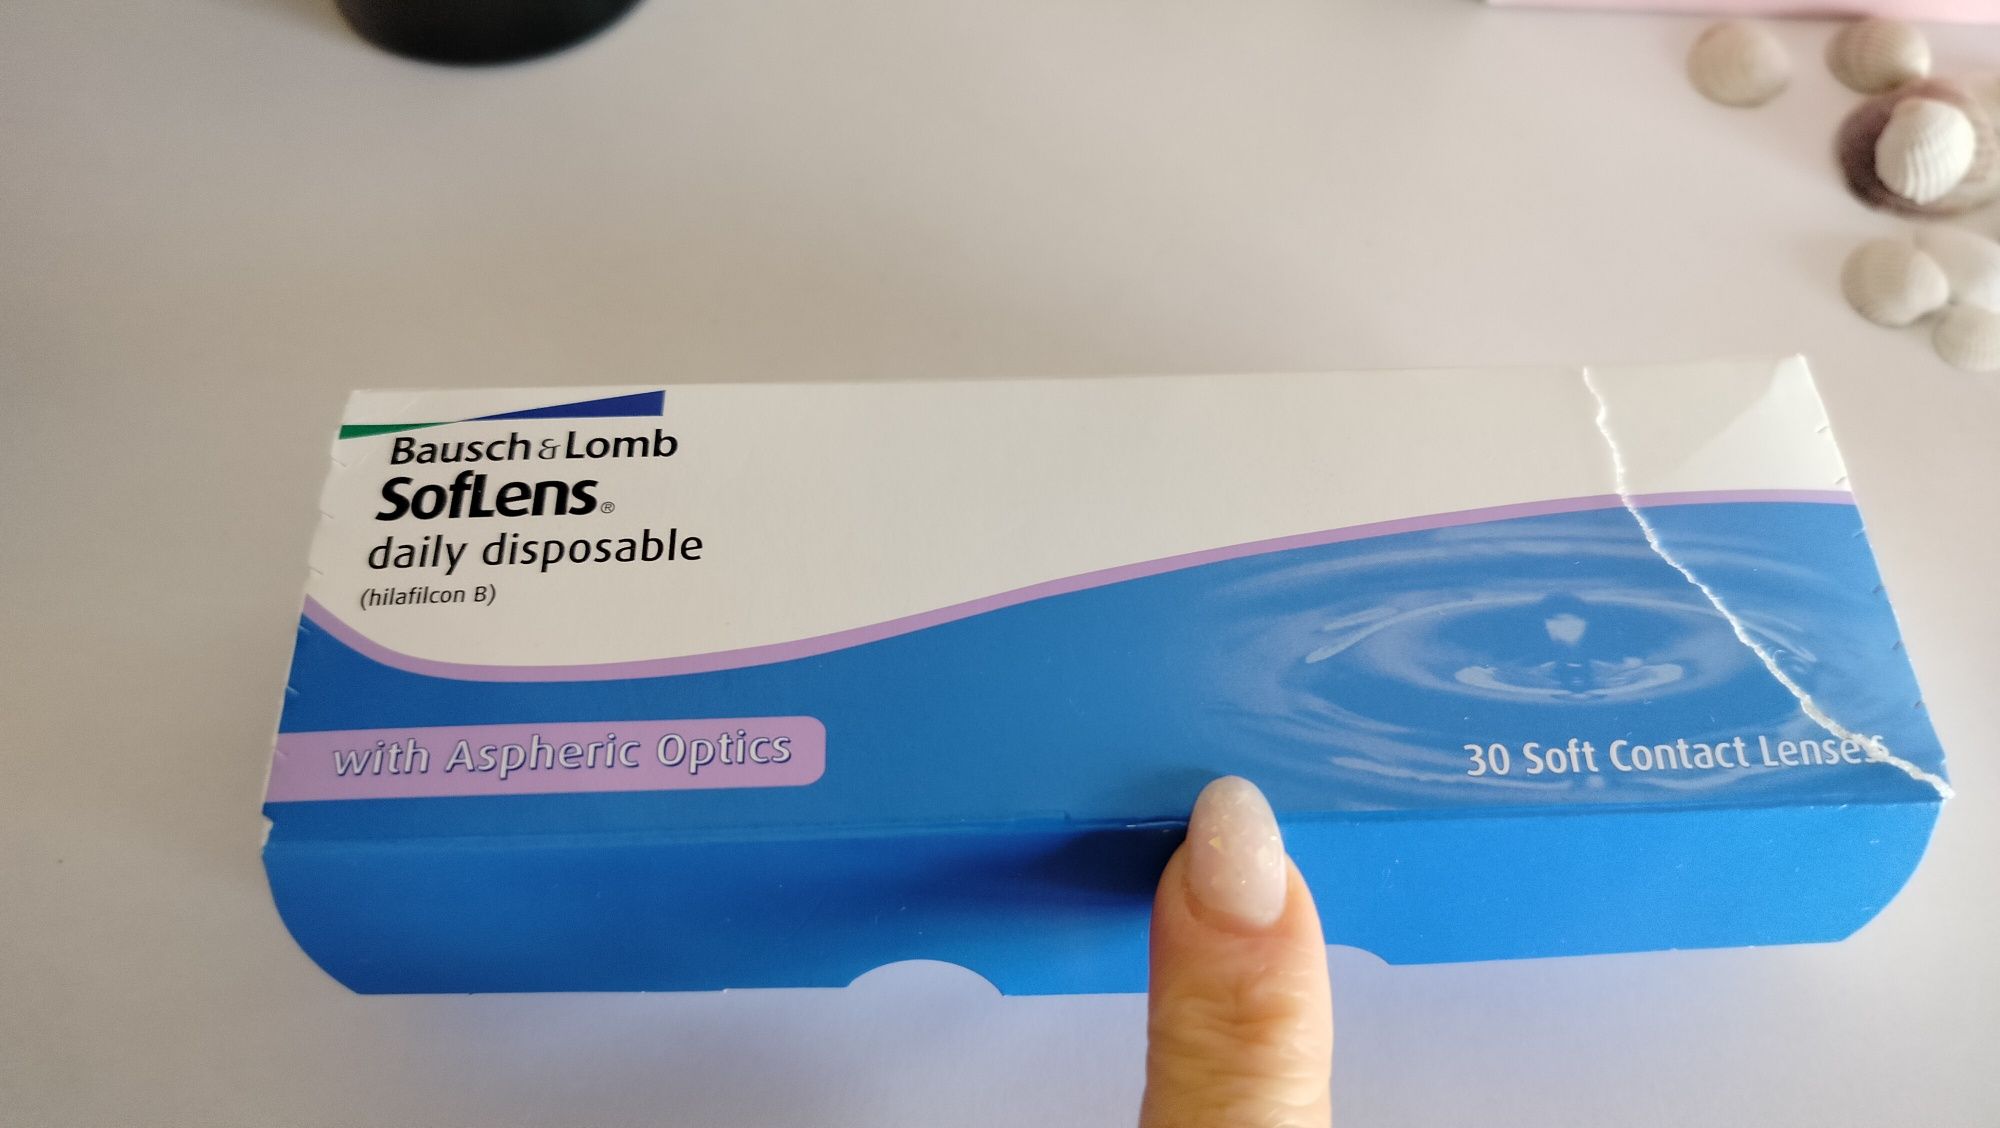 Bausch & Lomb
SofLens®
daily disposable
(hilafilcon B)
with Aspheric Optics
30 Soft Contact Lenses